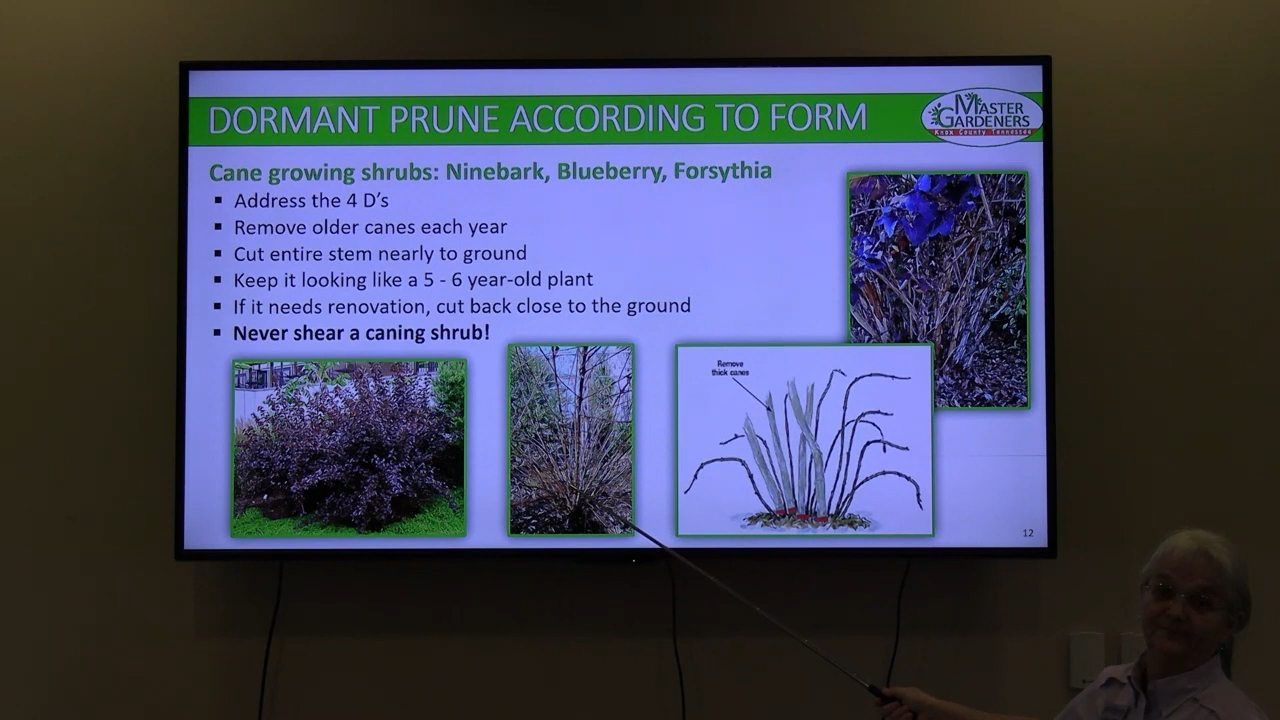 DORMANT PRUNE ACCORDING TO FORM
MASTER
GARDENERS
Knox County Tennessee
Cane growing shrubs: Ninebark, Blueberry, Forsythia
▪ Address the 4 D's
▪ Remove older canes each year
▪ Cut entire stem nearly to ground
▪ Keep it looking like a 5 - 6 year-old plant
▪ If it needs renovation, cut back close to the ground
▪ Never shear a caning shrub!
Remove
thick canes
12